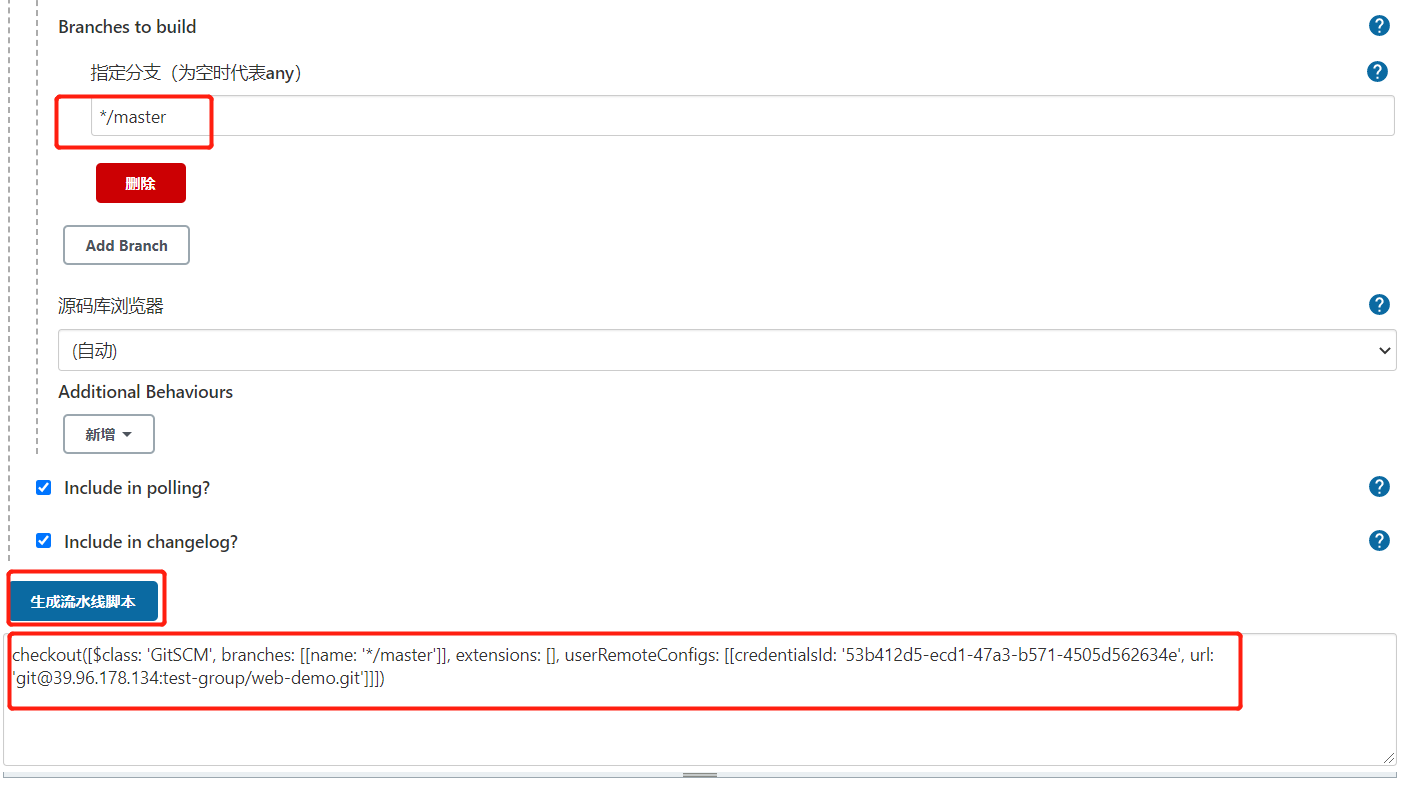 Branches to build
指定分支（为空时代表any）
*/master
删除
Add Branch
源码库浏览器
(自动)
Additional Behaviours
新增
Include in polling?
Include in changelog?
生成流水线脚本
checkout([$class: 'GitSCM', branches: [[name: '*/master']], extensions: [], userRemoteConfigs: [[credentialsId: '53b412d5-ecd1-47a3-b571-4505d562634e', url:
'git@39.96.178.134:test-group/web-demo.git']]])